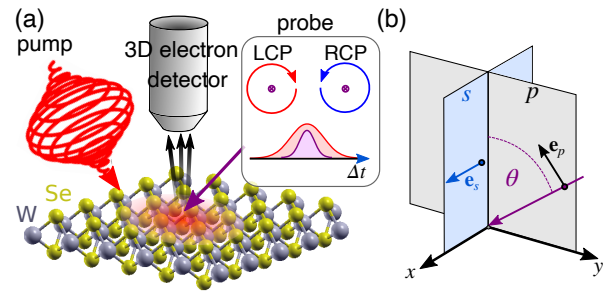 (a)
pump
3D electron
detector
probe
LCP RCP
Δt
Se
W
(b)
s
p
e_s
e_p
θ
x
y